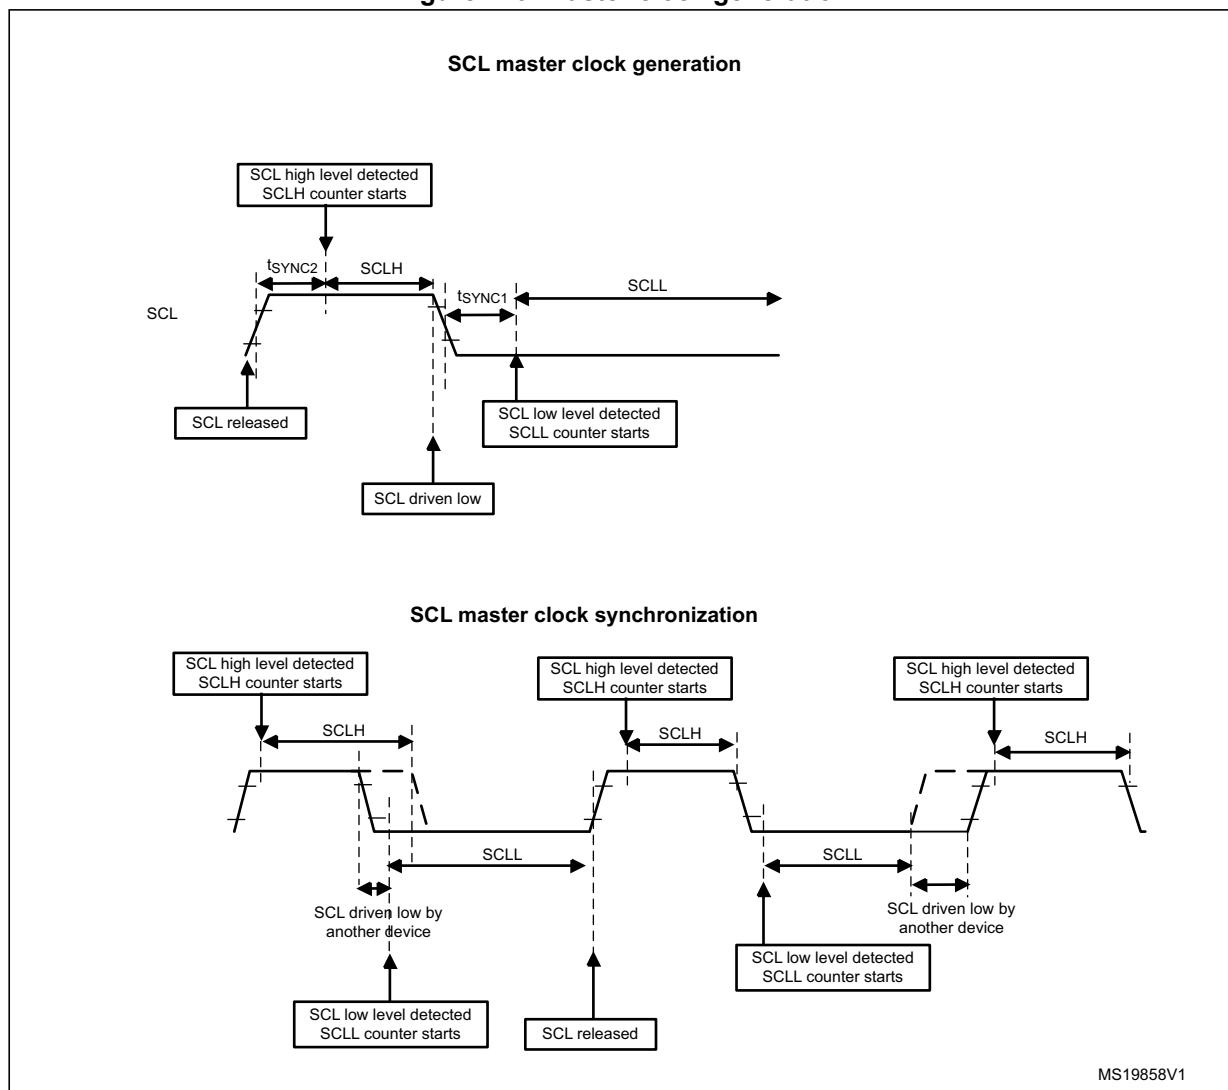 SCL master clock generation
SCL high level detected
SCLH counter starts
tSYNC2
SCLH
tSYNC1
SCLL
SCL
SCL released
SCL low level detected
SCLL counter starts
SCL driven low
SCL master clock synchronization
SCL high level detected
SCLH counter starts
SCL high level detected
SCLH counter starts
SCL high level detected
SCLH counter starts
SCLH
SCLH
SCLH
SCLL
SCLL
SCL driven low by
another device
SCL driven low by
another device
SCL low level detected
SCLL counter starts
SCL low level detected
SCLL counter starts
SCL released
MS19858V1